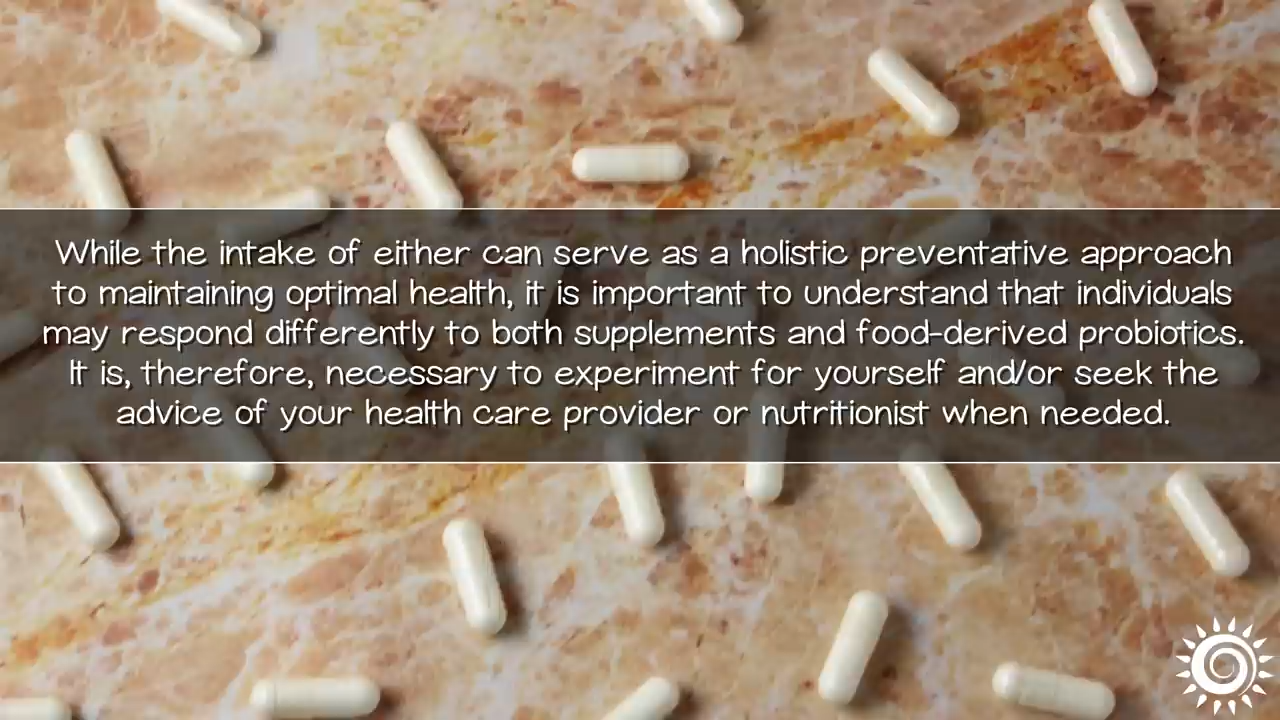 While the intake of either can serve as a holistic preventative approach
to maintaining optimal health, it is important to understand that individuals
may respond differently to both supplements and food-derived probiotics.
It is, therefore, necessary to experiment for yourself and/or seek the
advice of your health care provider or nutritionist when needed.